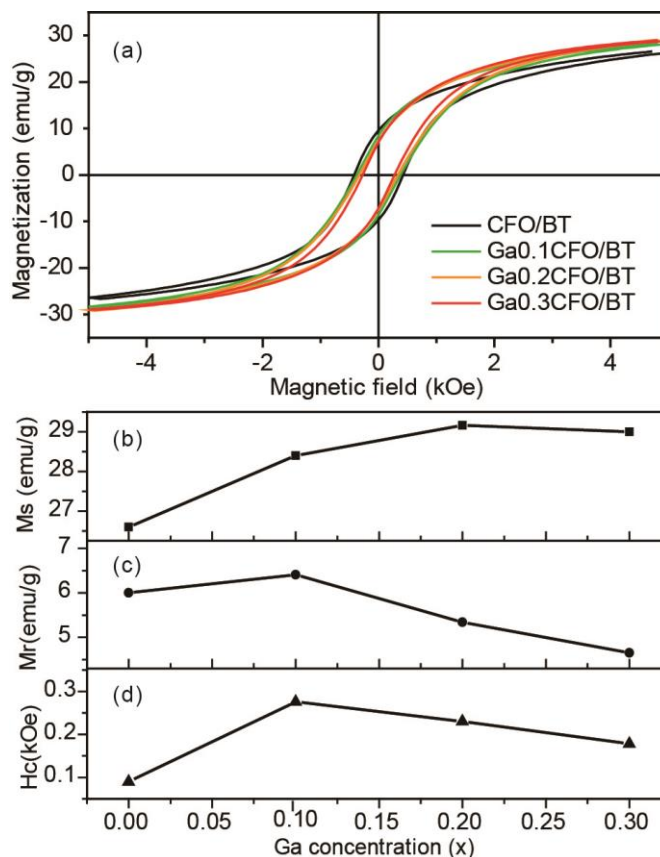 (a)
Magnetization (emu/g)
30
20
10
0
-10
-20
-30
CFO/BT
Ga0.1CFO/BT
Ga0.2CFO/BT
Ga0.3CFO/BT
-4 -2 0 2 4
Magnetic field (kOe)
(b)
Ms (emu/g)
29
28
27
(c)
Mr(emu/g)
7
6
5
(d)
Hc(kOe)
0.3
0.2
0.1
0.00 0.05 0.10 0.15 0.20 0.25 0.30
Ga concentration (x)